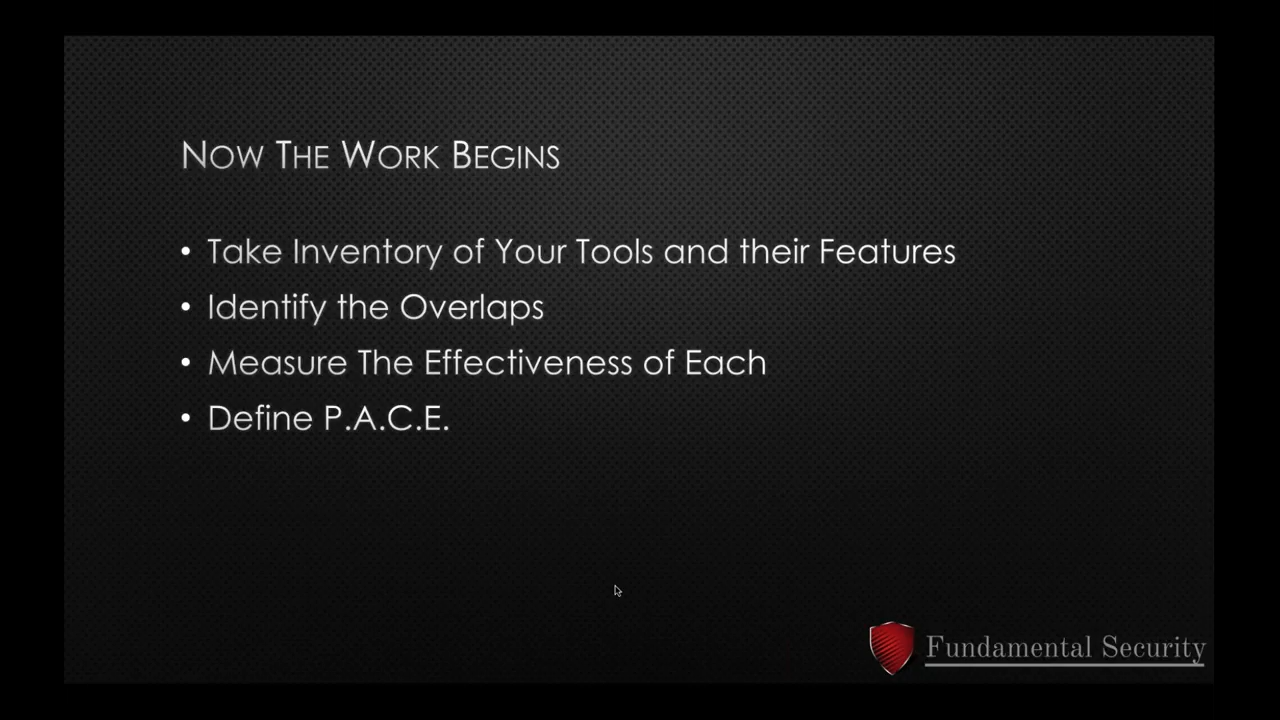 Now The Work Begins
• Take Inventory of Your Tools and their Features
• Identify the Overlaps
• Measure The Effectiveness of Each
• Define P.A.C.E.
Fundamental Security